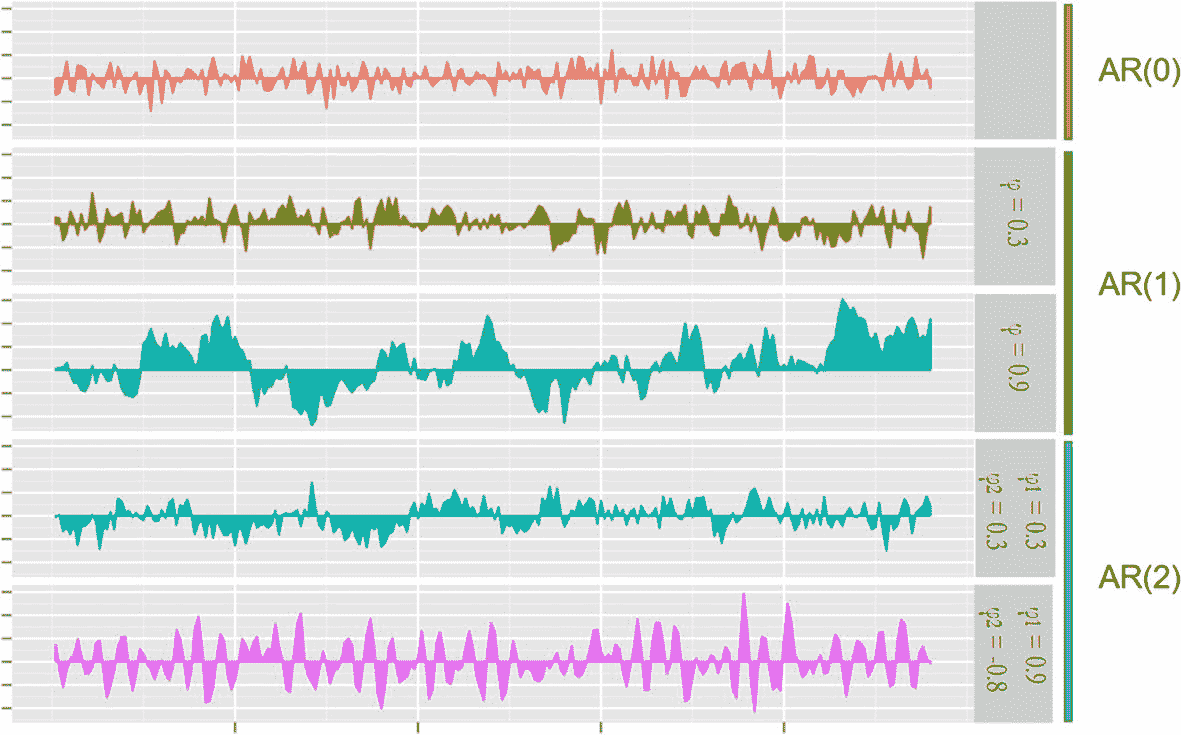 AR(0)
φ = 0.3
AR(1)
φ = 0.9
φ1 = 0.3
φ2 = 0.3
AR(2)
φ1 = 0.9
φ2 = -0.8